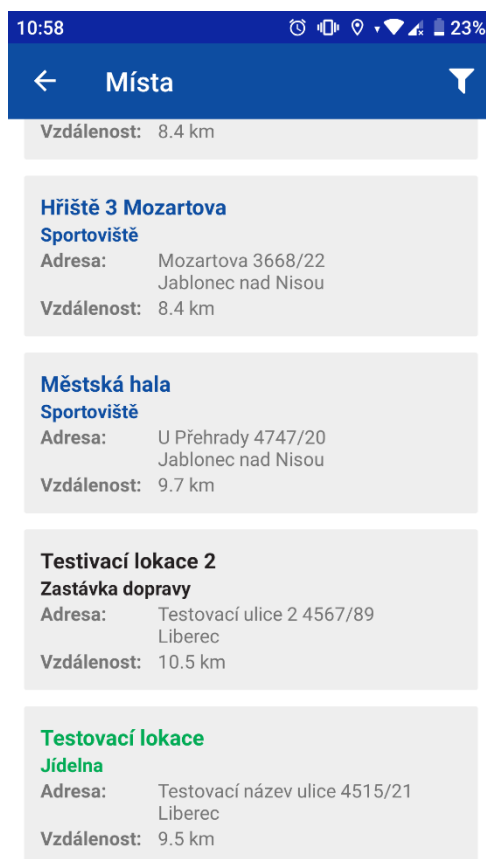 10:58 23%
Místa
Vzdálenost: 8.4 km
Hřiště 3 Mozartova
Sportoviště
Adresa: Mozartova 3668/22
Jablonec nad Nisou
Vzdálenost: 8.4 km
Městská hala
Sportoviště
Adresa: U Přehrady 4747/20
Jablonec nad Nisou
Vzdálenost: 9.7 km
Testivací lokace 2
Zastávka dopravy
Adresa: Testovací ulice 2 4567/89
Liberec
Vzdálenost: 10.5 km
Testovací lokace
Jídelna
Adresa: Testovací název ulice 4515/21
Liberec
Vzdálenost: 9.5 km